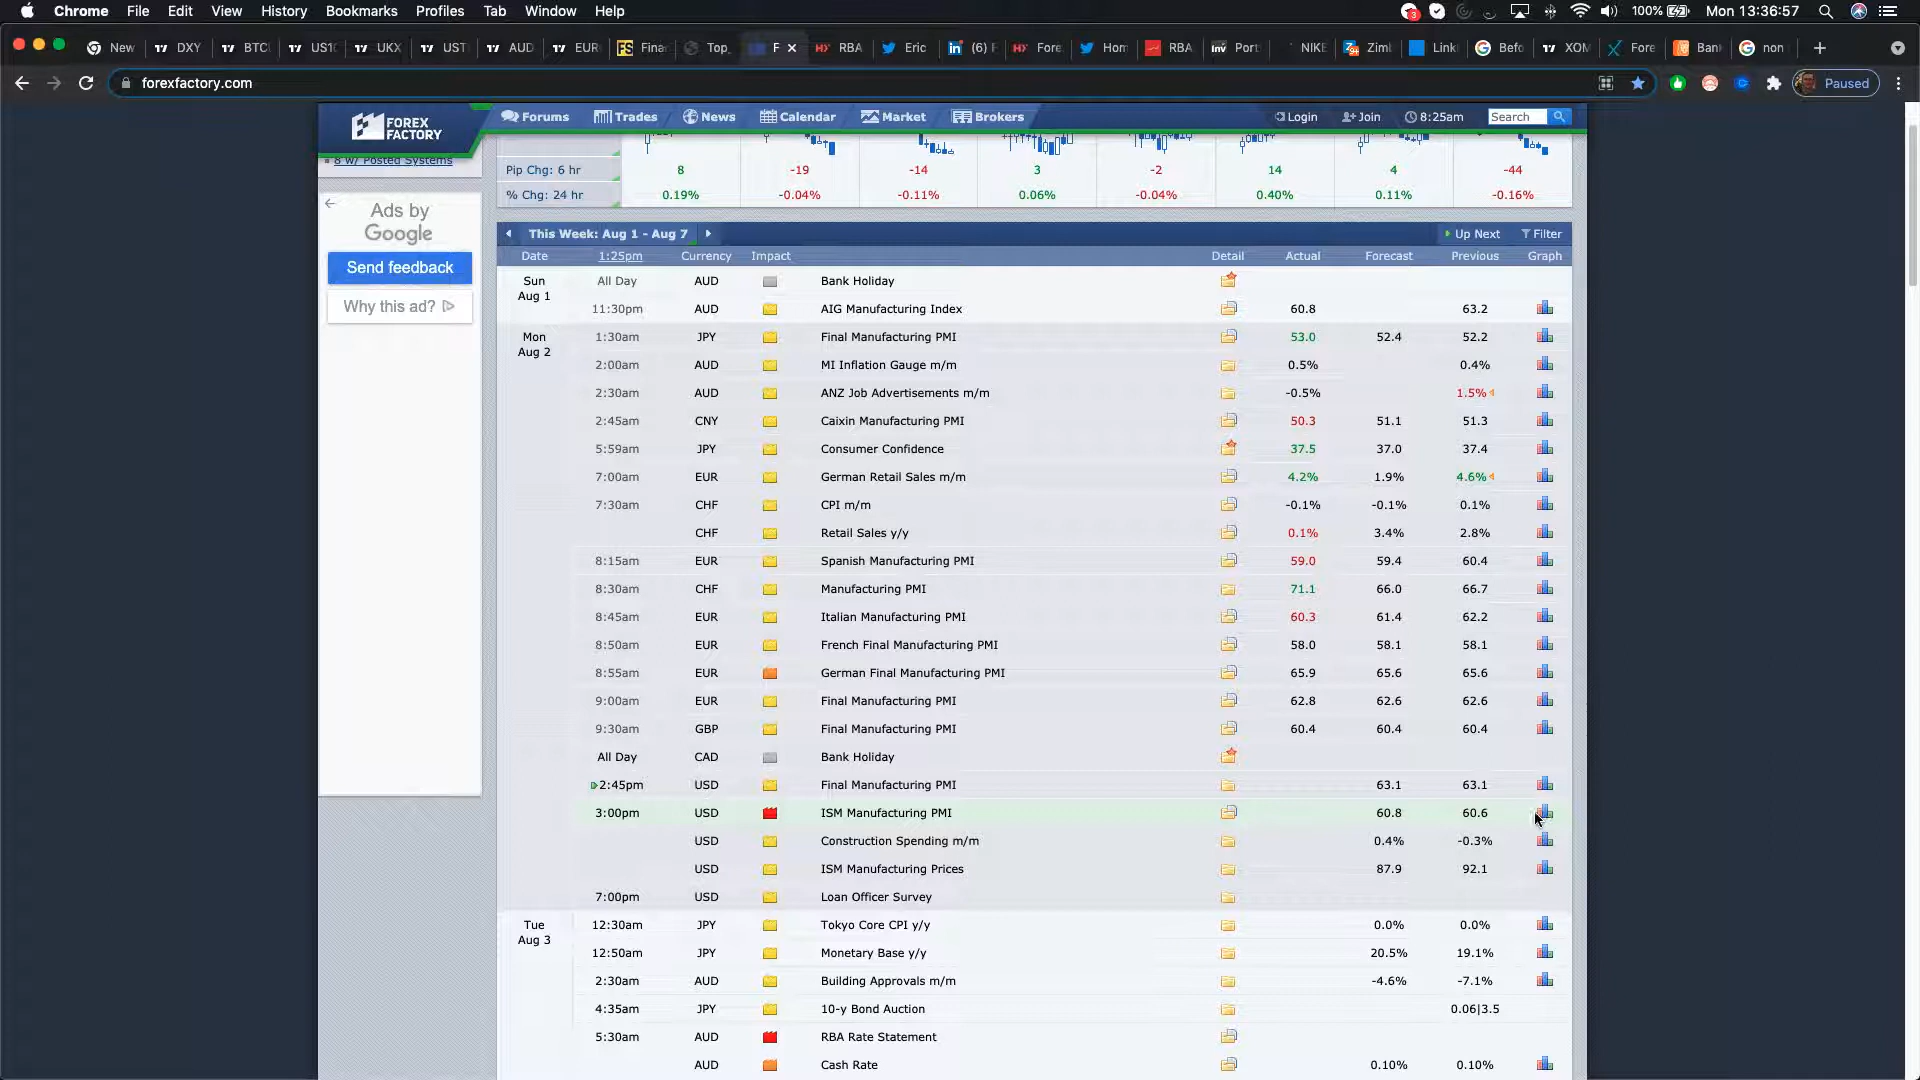 Chrome File Edit View History Bookmarks Profiles Tab Window Help 3 100% Mon 13:36:57
New DXY BTC US1 UKX UST AUD EUR FS Fina Top F RBA Eric (6) Fore Hom RBA inv Port NIKE Zim Link Befo XOM Fore Ban non
forexfactory.com Paused
FOREX FACTORY Forums Trades News Calendar Market Brokers Login Join 8:25am Search
8 w/ Posted Systems
Pip Chg: 6 hr 8 -19 -14 3 -2 14 4 -44
% Chg: 24 hr 0.19% -0.04% -0.11% 0.06% -0.04% 0.40% 0.11% -0.16%
Ads by
Google
Send feedback
Why this ad?
This Week: Aug 1 - Aug 7 Up Next Filter
Date 1:25pm Currency Impact Detail Actual Forecast Previous Graph
Sun Aug 1 All Day AUD Bank Holiday
11:30pm AUD AIG Manufacturing Index 60.8 63.2
Mon Aug 2 1:30am JPY Final Manufacturing PMI 53.0 52.4 52.2
2:00am AUD MI Inflation Gauge m/m 0.5% 0.4%
2:30am AUD ANZ Job Advertisements m/m -0.5% 1.5%
2:45am CNY Caixin Manufacturing PMI 50.3 51.1 51.3
5:59am JPY Consumer Confidence 37.5 37.0 37.4
7:00am EUR German Retail Sales m/m 4.2% 1.9% 4.6%
7:30am CHF CPI m/m -0.1% -0.1% 0.1%
CHF Retail Sales y/y 0.1% 3.4% 2.8%
8:15am EUR Spanish Manufacturing PMI 59.0 59.4 60.4
8:30am CHF Manufacturing PMI 71.1 66.0 66.7
8:45am EUR Italian Manufacturing PMI 60.3 61.4 62.2
8:50am EUR French Final Manufacturing PMI 58.0 58.1 58.1
8:55am EUR German Final Manufacturing PMI 65.9 65.6 65.6
9:00am EUR Final Manufacturing PMI 62.8 62.6 62.6
9:30am GBP Final Manufacturing PMI 60.4 60.4 60.4
All Day CAD Bank Holiday
2:45pm USD Final Manufacturing PMI 63.1 63.1
3:00pm USD ISM Manufacturing PMI 60.8 60.6
USD Construction Spending m/m 0.4% -0.3%
USD ISM Manufacturing Prices 87.9 92.1
7:00pm USD Loan Officer Survey
Tue Aug 3 12:30am JPY Tokyo Core CPI y/y 0.0% 0.0%
12:50am JPY Monetary Base y/y 20.5% 19.1%
2:30am AUD Building Approvals m/m -4.6% -7.1%
4:35am JPY 10-y Bond Auction 0.06|3.5
5:30am AUD RBA Rate Statement
AUD Cash Rate 0.10% 0.10%